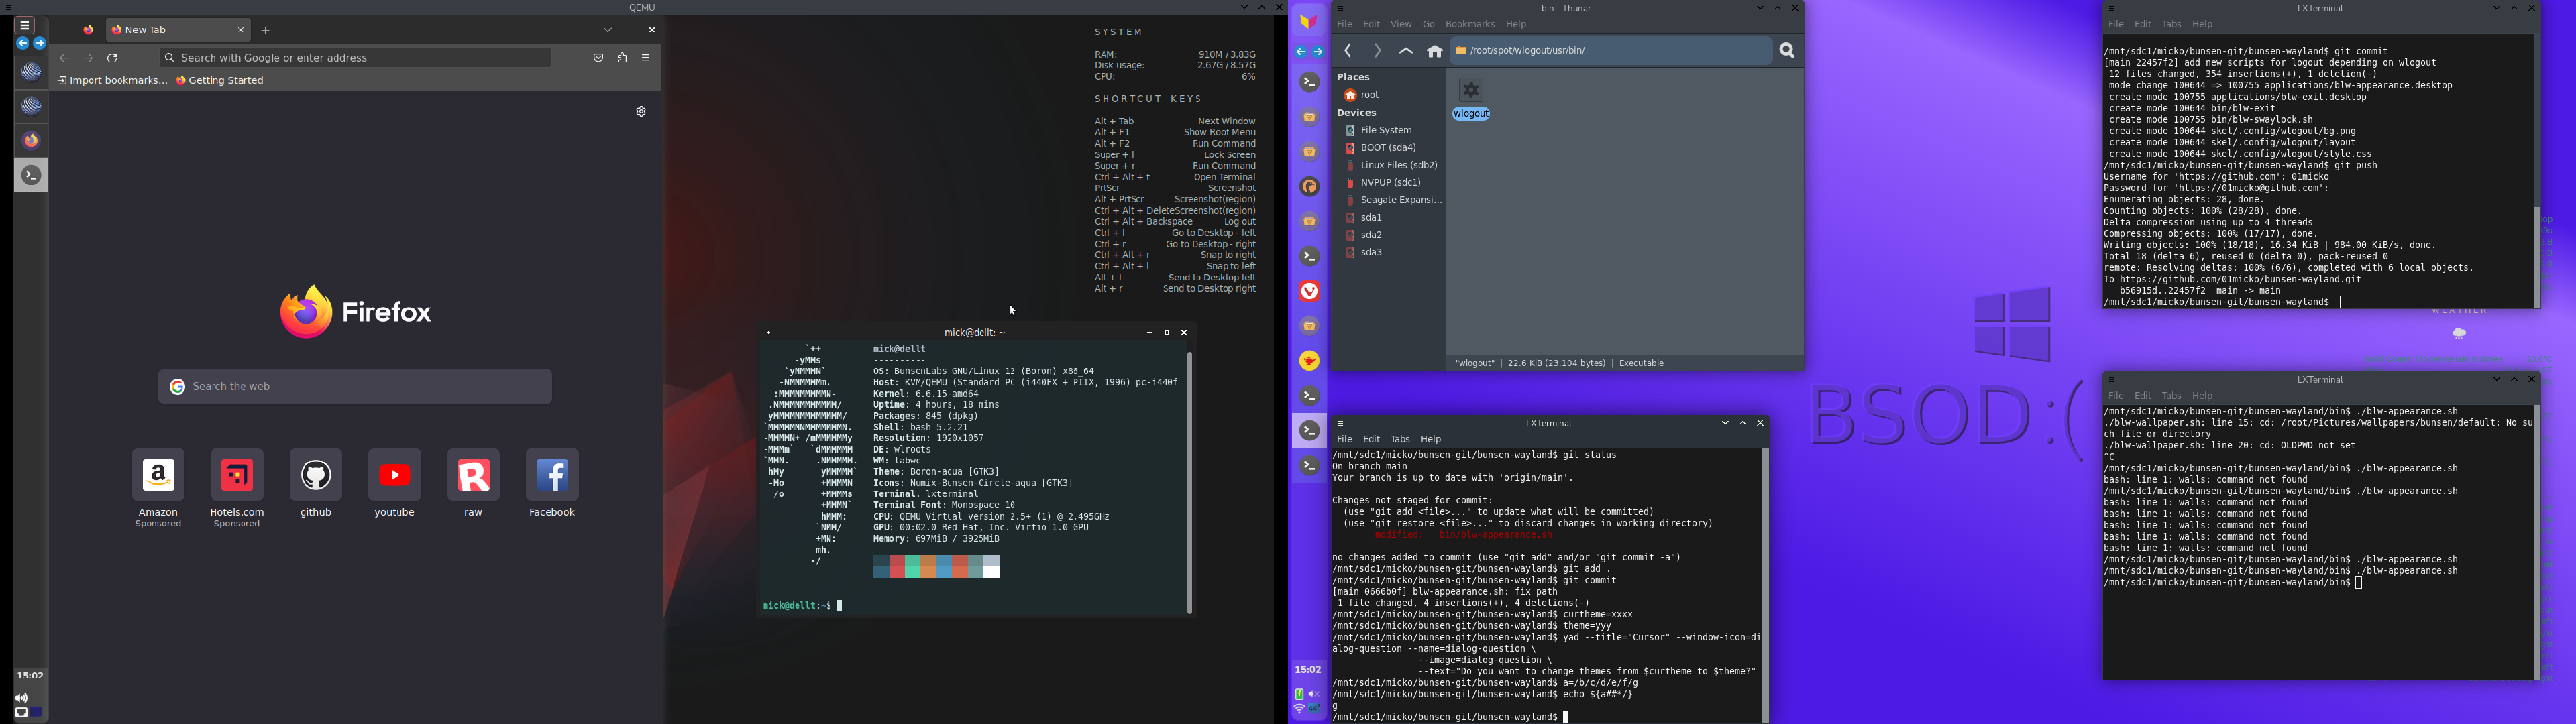 QEMU
New Tab
Search with Google or enter address
Import bookmarks...
Getting Started
Firefox
Search the web
Amazon
Sponsored
Hotels.com
Sponsored
github
youtube
raw
Facebook
15:02
SYSTEM
RAM: 910M / 3.83G
Disk usage: 2.67G / 8.57G
CPU: 6%
SHORTCUT KEYS
Alt + Tab Next Window
Alt + F1 Show Root Menu
Alt + F2 Run Command
Super + l Lock Screen
Super + r Run Command
Ctrl + Alt + t Open Terminal
PrtScr Screenshot
Alt + PrtScr Screenshot(region)
Ctrl + Alt + DeleteScreenshot(region)
Ctrl + Alt + Backspace Log out
Ctrl + l Go to Desktop - left
Ctrl + r Go to Desktop - right
Ctrl + Alt + r Snap to right
Ctrl + Alt + l Snap to left
Alt + l Send to Desktop left
Alt + r Send to Desktop right
mick@dellt: ~
mick@dellt
----------
OS: BunsenLabs GNU/Linux 12 (Boron) x86_64
Host: KVM/QEMU (Standard PC (i440FX + PIIX, 1996) pc-i440f
Kernel: 6.6.15-amd64
Uptime: 4 hours, 18 mins
Packages: 845 (dpkg)
Shell: bash 5.2.21
Resolution: 1920x1057
DE: wlroots
WM: labwc
Theme: Boron-aqua [GTK3]
Icons: Numix-Bunsen-Circle-aqua [GTK3]
Terminal: lxterminal
Terminal Font: Monospace 10
CPU: QEMU Virtual version 2.5+ (1) @ 2.495GHz
GPU: 00:02.0 Red Hat, Inc. Virtio 1.0 GPU
Memory: 697MiB / 3925MiB
mick@dellt:~$
bin - Thunar
File Edit View Go Bookmarks Help
/root/spot/wlogout/usr/bin/
Places
root
Devices
File System
BOOT (sda4)
Linux Files (sdb2)
NVPUP (sdc1)
Seagate Expansi...
sda1
sda2
sda3
wlogout
"wlogout" | 22.6 KiB (23,104 bytes) | Executable
15:02
LXTerminal
File Edit Tabs Help
/mnt/sdc1/micko/bunsen-git/bunsen-wayland$ git status
On branch main
Your branch is up to date with 'origin/main'.
Changes not staged for commit:
(use "git add <file>..." to update what will be committed)
(use "git restore <file>..." to discard changes in working directory)
modified: bin/blw-appearance.sh
no changes added to commit (use "git add" and/or "git commit -a")
/mnt/sdc1/micko/bunsen-git/bunsen-wayland$ git add .
/mnt/sdc1/micko/bunsen-git/bunsen-wayland$ git commit
[main 0666b0f] blw-appearance.sh: fix path
1 file changed, 4 insertions(+), 4 deletions(-)
/mnt/sdc1/micko/bunsen-git/bunsen-wayland$ curtheme=xxxx
/mnt/sdc1/micko/bunsen-git/bunsen-wayland$ theme=yyy
/mnt/sdc1/micko/bunsen-git/bunsen-wayland$ yad --title="Cursor" --window-icon=di
alog-question --name=dialog-question \
--image=dialog-question \
--text="Do you want to change themes from $curtheme to $theme?"
/mnt/sdc1/micko/bunsen-git/bunsen-wayland$ a=/b/c/d/e/f/g
/mnt/sdc1/micko/bunsen-git/bunsen-wayland$ echo ${a##*/}
g
/mnt/sdc1/micko/bunsen-git/bunsen-wayland$
BSOD:(
WEATHER
LXTerminal
File Edit Tabs Help
/mnt/sdc1/micko/bunsen-git/bunsen-wayland$ git commit
[main 22457f2] add new scripts for logout depending on wlogout
12 files changed, 354 insertions(+), 1 deletion(-)
mode change 100644 => 100755 applications/blw-appearance.desktop
create mode 100755 applications/blw-exit.desktop
create mode 100644 bin/blw-exit
create mode 100755 bin/blw-swaylock.sh
create mode 100644 skel/.config/wlogout/bg.png
create mode 100644 skel/.config/wlogout/layout
create mode 100644 skel/.config/wlogout/style.css
/mnt/sdc1/micko/bunsen-git/bunsen-wayland$ git push
Username for 'https://github.com': 01micko
Password for 'https://01micko@github.com':
Enumerating objects: 28, done.
Counting objects: 100% (28/28), done.
Delta compression using up to 4 threads
Compressing objects: 100% (17/17), done.
Writing objects: 100% (18/18), 16.34 KiB | 984.00 KiB/s, done.
Total 18 (delta 6), reused 0 (delta 0), pack-reused 0
remote: Resolving deltas: 100% (6/6), completed with 6 local objects.
To https://github.com/01micko/bunsen-wayland.git
b56915d..22457f2 main -> main
/mnt/sdc1/micko/bunsen-git/bunsen-wayland$
LXTerminal
File Edit Tabs Help
/mnt/sdc1/micko/bunsen-git/bunsen-wayland/bin$ ./blw-appearance.sh
./blw-wallpaper.sh: line 15: cd: /root/Pictures/wallpapers/bunsen/default: No su
ch file or directory
./blw-wallpaper.sh: line 20: cd: OLDPWD not set
^C
/mnt/sdc1/micko/bunsen-git/bunsen-wayland/bin$ ./blw-appearance.sh
bash: line 1: walls: command not found
/mnt/sdc1/micko/bunsen-git/bunsen-wayland/bin$ ./blw-appearance.sh
bash: line 1: walls: command not found
bash: line 1: walls: command not found
bash: line 1: walls: command not found
bash: line 1: walls: command not found
bash: line 1: walls: command not found
/mnt/sdc1/micko/bunsen-git/bunsen-wayland/bin$ ./blw-appearance.sh
/mnt/sdc1/micko/bunsen-git/bunsen-wayland/bin$ ./blw-appearance.sh
/mnt/sdc1/micko/bunsen-git/bunsen-wayland/bin$